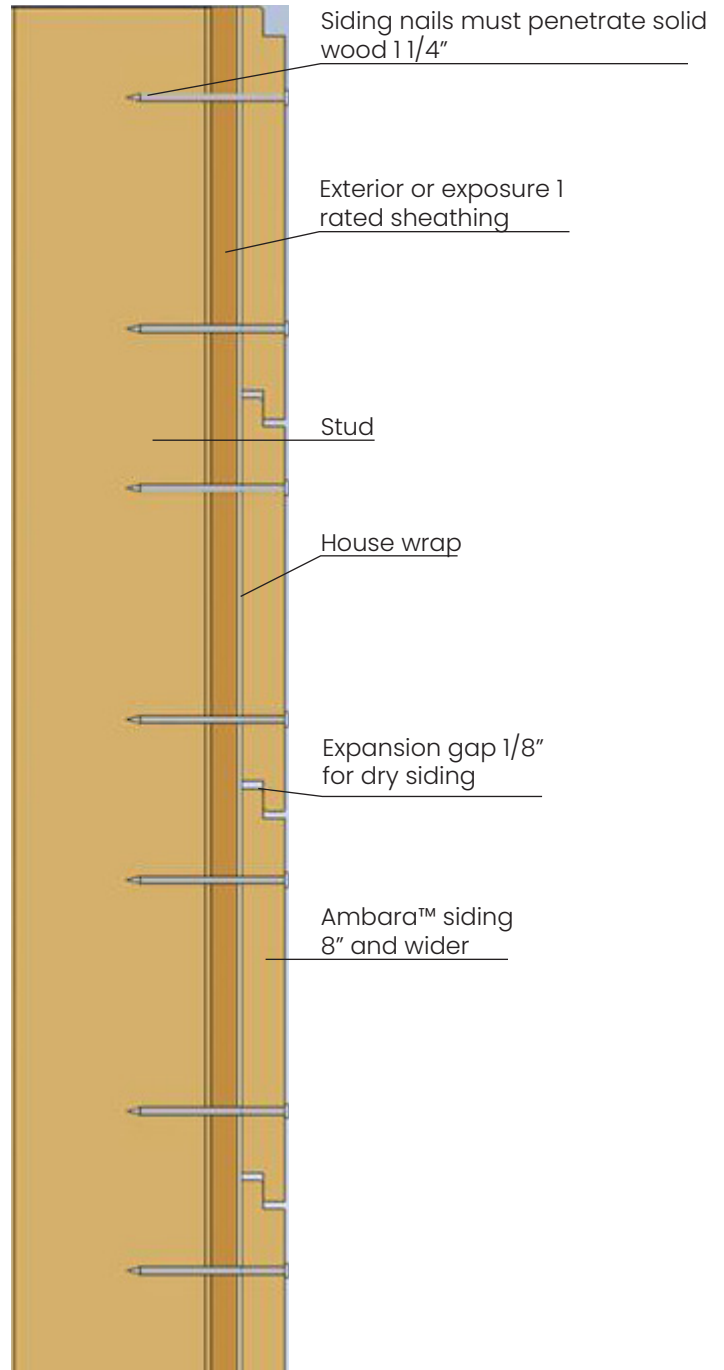 Siding nails must penetrate solid
wood 1 1/4”
Exterior or exposure 1
rated sheathing
Stud
House wrap
Expansion gap 1/8”
for dry siding
Ambara™ siding
8” and wider